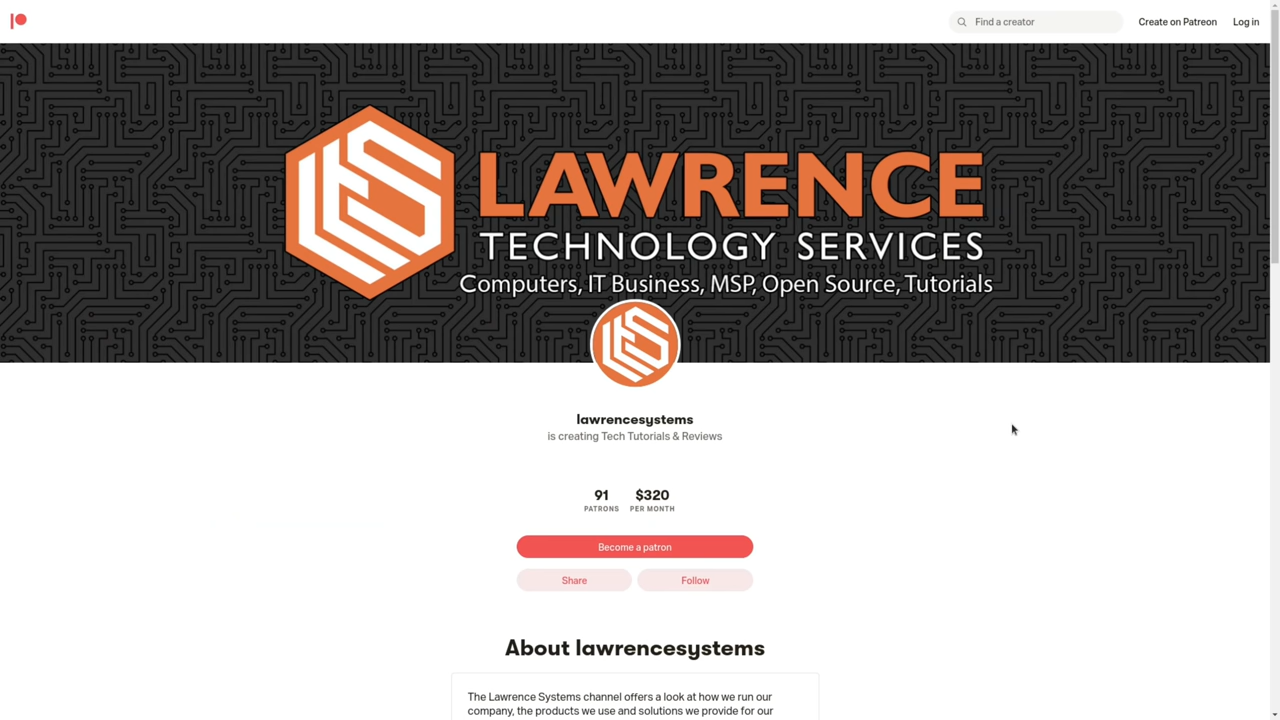 Find a creator
Create on Patreon
Log in
LAWRENCE
TECHNOLOGY SERVICES
Computers, IT Business, MSP, Open Source, Tutorials
lawrencesystems
is creating Tech Tutorials & Reviews
91 $320
PATRONS PER MONTH
Become a patron
Share Follow
About lawrencesystems
The Lawrence Systems channel offers a look at how we run our
company, the products we use and solutions we provide for our